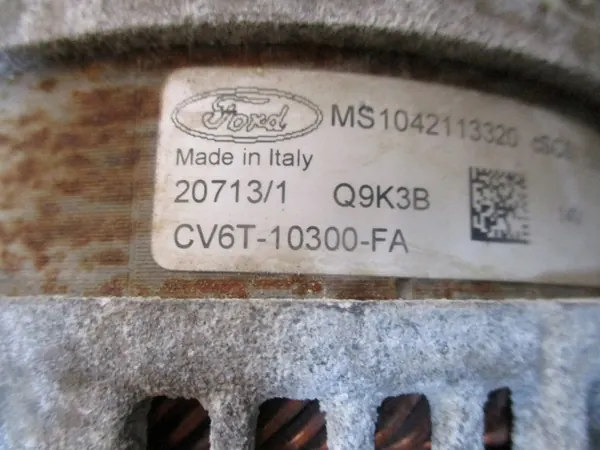 Ford MS1042113320
Made in Italy
20713/1 Q9K3B
CV6T-10300-FA